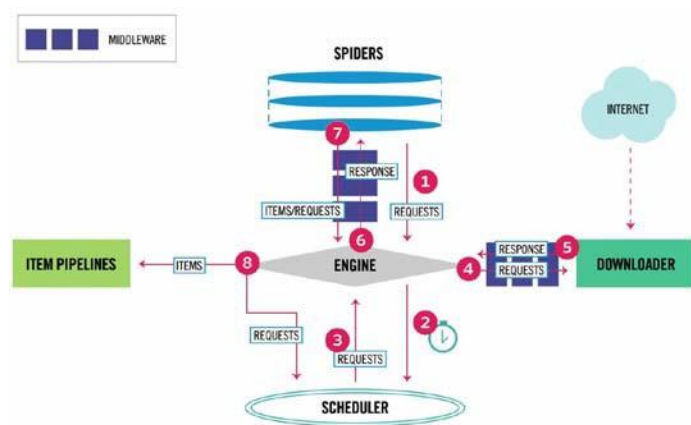 MIDDLEWARE
SPIDERS
INTERNET
7
RESPONSE
1
ITEMS/REQUESTS
REQUESTS
6
RESPONSE
5
ITEM PIPELINES
ITEMS
8
ENGINE
4
REQUESTS
DOWNLOADER
2
REQUESTS
3
REQUESTS
SCHEDULER